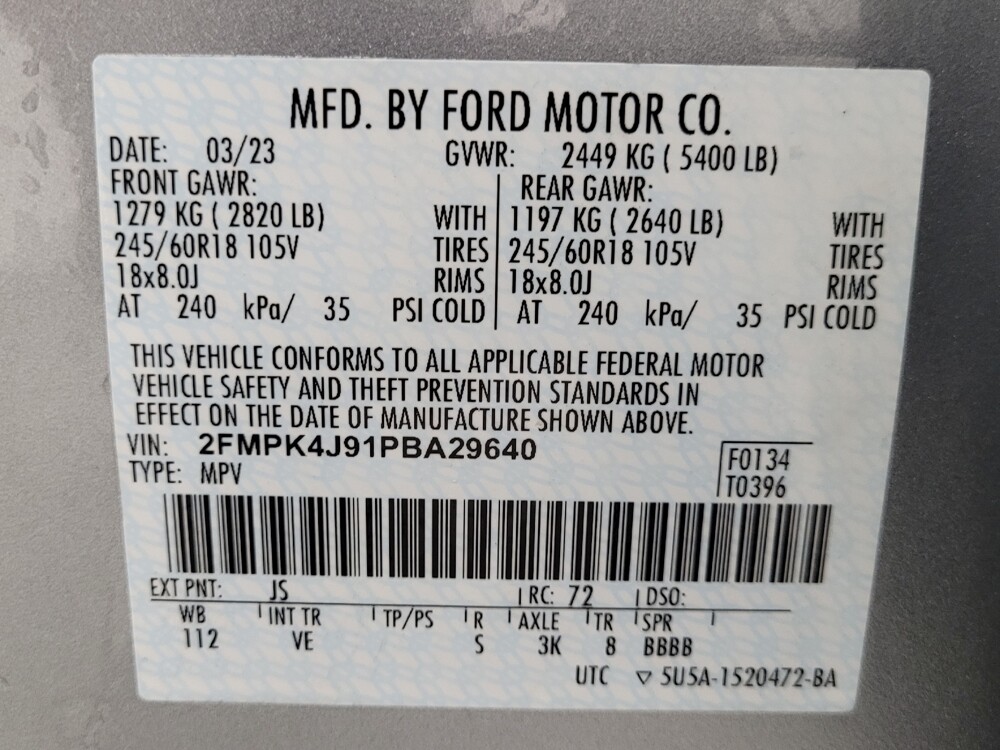 MFD. BY FORD MOTOR CO.
DATE: 03/23 GVWR: 2449 KG ( 5400 LB)
FRONT GAWR: REAR GAWR:
1279 KG ( 2820 LB) WITH 1197 KG ( 2640 LB) WITH
245/60R18 105V TIRES 245/60R18 105V TIRES
18x8.0J RIMS 18x8.0J RIMS
AT 240 kPa/ 35 PSI COLD AT 240 kPa/ 35 PSI COLD
THIS VEHICLE CONFORMS TO ALL APPLICABLE FEDERAL MOTOR
VEHICLE SAFETY AND THEFT PREVENTION STANDARDS IN
EFFECT ON THE DATE OF MANUFACTURE SHOWN ABOVE.
VIN: 2FMPK4J91PBA29640 F0134
TYPE: MPV T0396
EXT PNT: JS RC: 72 DSO:
WB INT TR TP/PS R AXLE TR SPR
112 VE S 3K 8 BBBB
UTC ▽ 5U5A-1520472-BA